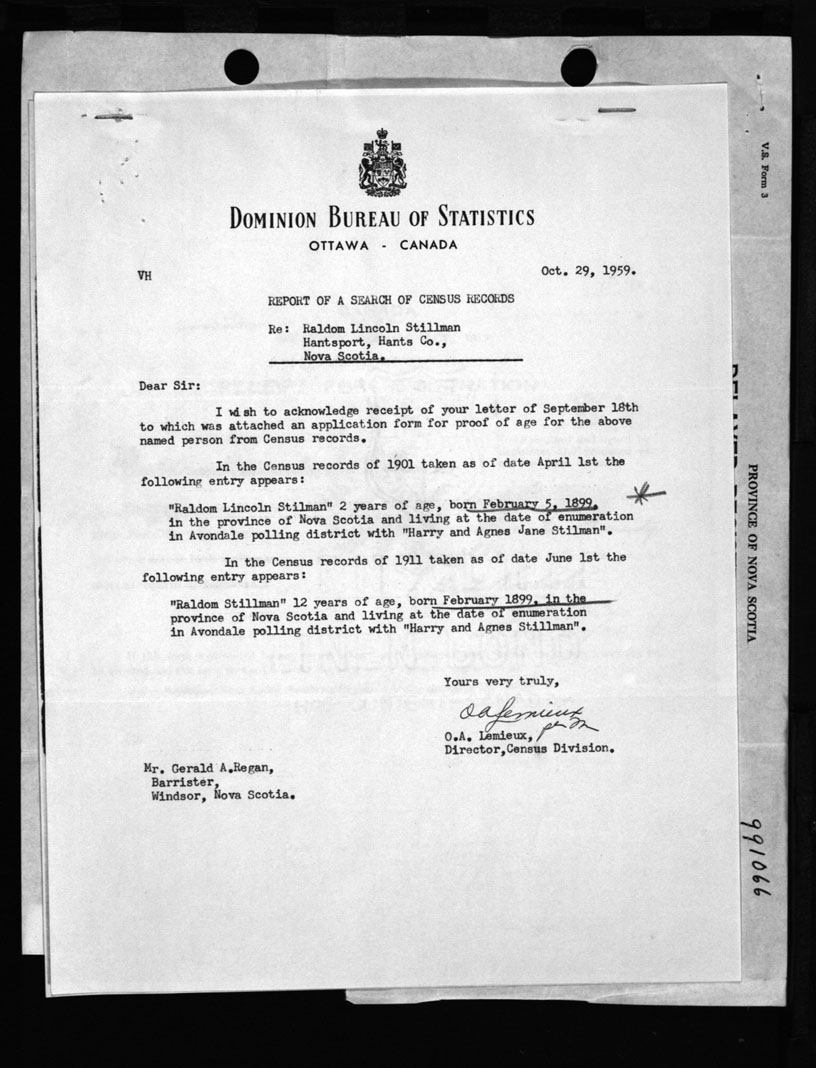 DOMINION BUREAU OF STATISTICS
OTTAWA - CANADA
VH
Oct. 29, 1959.
REPORT OF A SEARCH OF CENSUS RECORDS
Re: Raldom Lincoln Stillman
Hantsport, Hants Co.,
Nova Scotia.
Dear Sir:
I wish to acknowledge receipt of your letter of September 18th
to which was attached an application form for proof of age for the above
named person from Census records.
In the Census records of 1901 taken as of date April 1st the
following entry appears:
"Raldom Lincoln Stilman" 2 years of age, born February 5, 1899,
in the province of Nova Scotia and living at the date of enumeration
in Avondale polling district with "Harry and Agnes Jane Stilman".
In the Census records of 1911 taken as of date June 1st the
following entry appears:
"Raldom Stillman" 12 years of age, born February 1899, in the
province of Nova Scotia and living at the date of enumeration
in Avondale polling district with "Harry and Agnes Stillman".
Yours very truly,
O A Lemieux
per
O.A. Lemieux,
Director,Census Division.
Mr. Gerald A.Regan,
Barrister,
Windsor, Nova Scotia.
V.S. Form 3
PROVINCE OF NOVA SCOTIA
991066